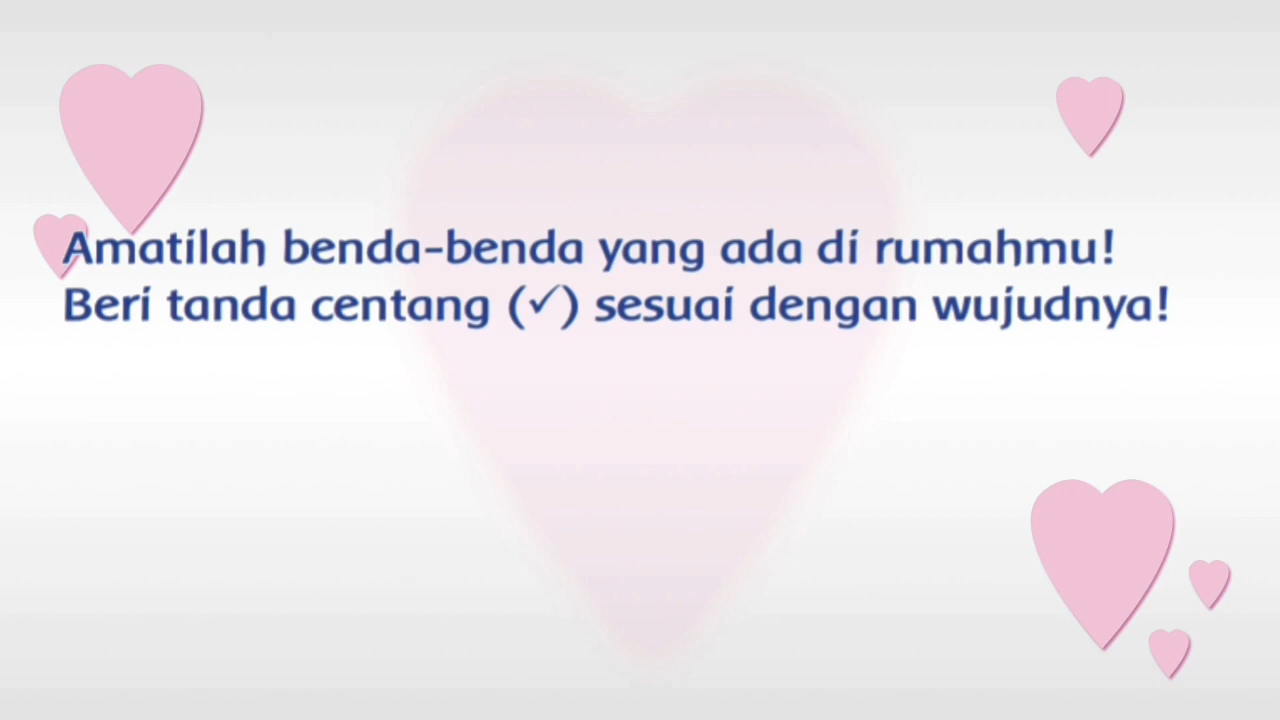 Amatilah benda-benda yang ada di rumahmu!
Beri tanda centang (✓) sesuai dengan wujudnya!